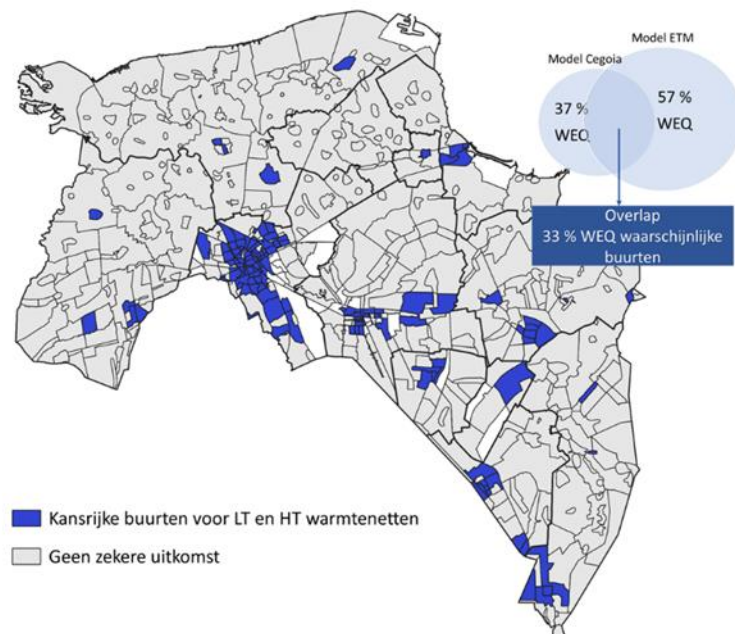 Model ETM
Model Cegoia
37 %
WEQ
57 %
WEQ
Overlap
33 % WEQ waarschijnlijke
buurten
Kansrijke buurten voor LT en HT warmtenetten
Geen zekere uitkomst